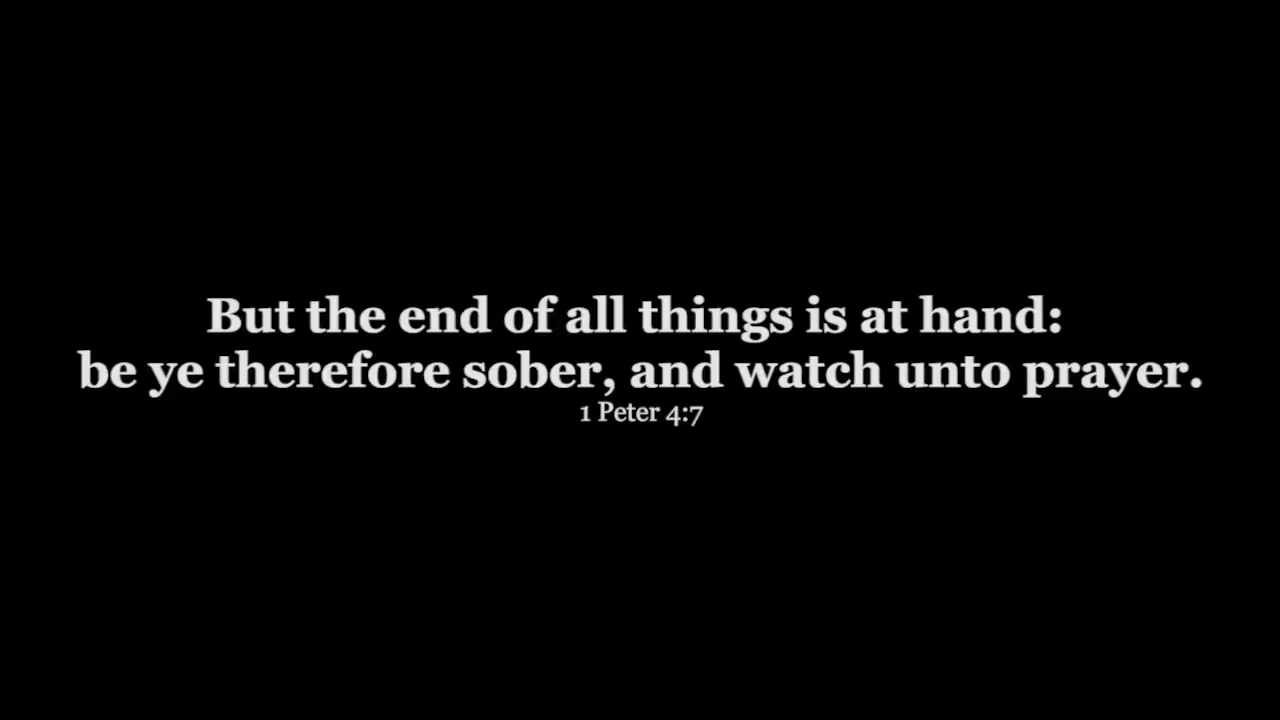 But the end of all things is at hand:
be ye therefore sober, and watch unto prayer.
1 Peter 4:7